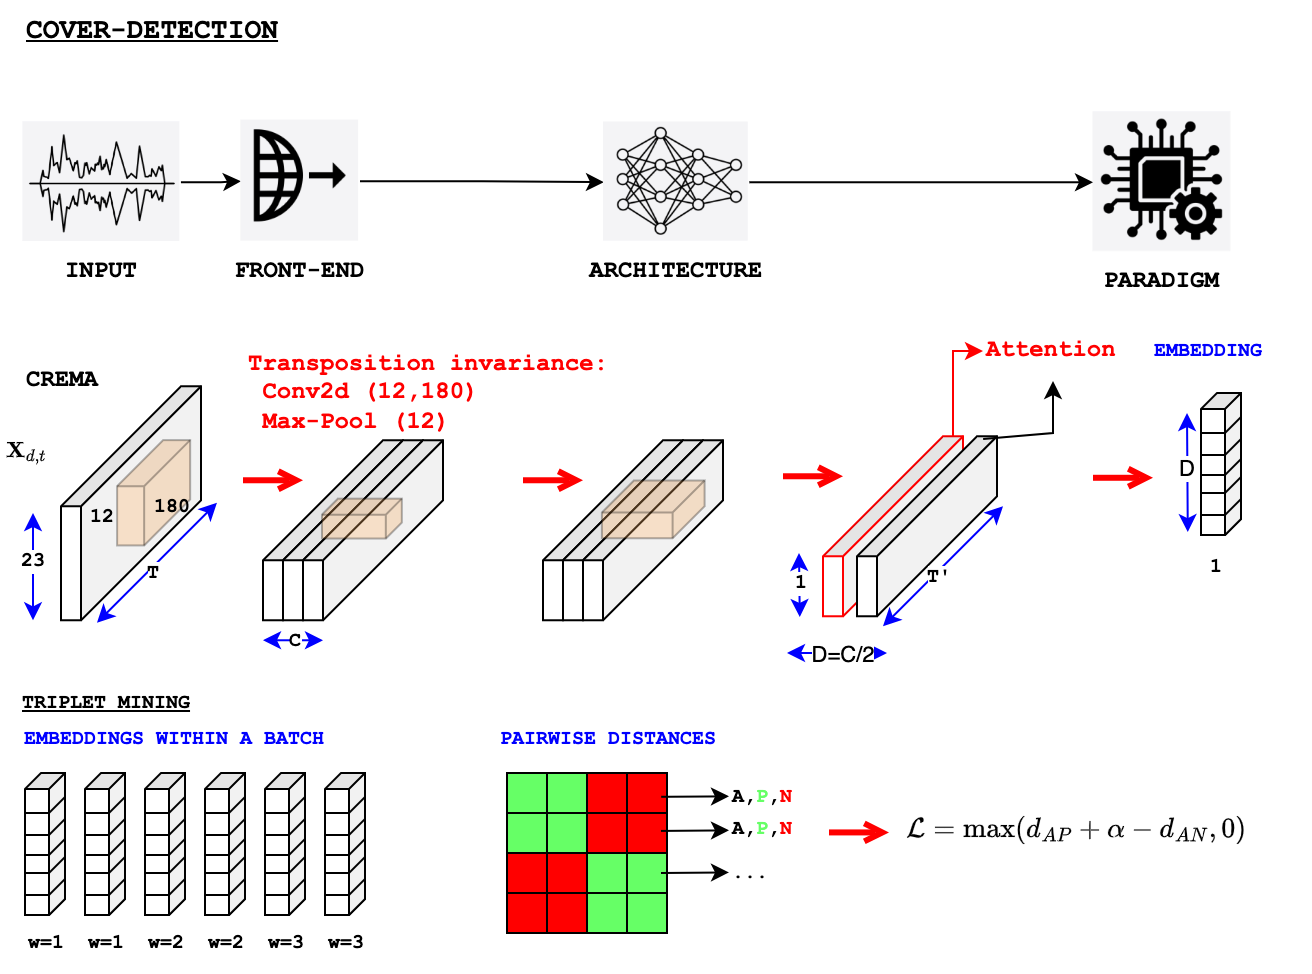 COVER-DETECTION
INPUT
FRONT-END
ARCHITECTURE
PARADIGM
CREMA
Transposition invariance:
Conv2d (12,180)
Max-Pool (12)
Attention
EMBEDDING
X_{d,t}
12
180
23
T
C
1
T'
D=C/2
D
1
TRIPLET MINING
EMBEDDINGS WITHIN A BATCH
PAIRWISE DISTANCES
A,P,N
A,P,N
...
ℒ = max(d_{AP} + α − d_{AN}, 0)
w=1 w=1 w=2 w=2 w=3 w=3